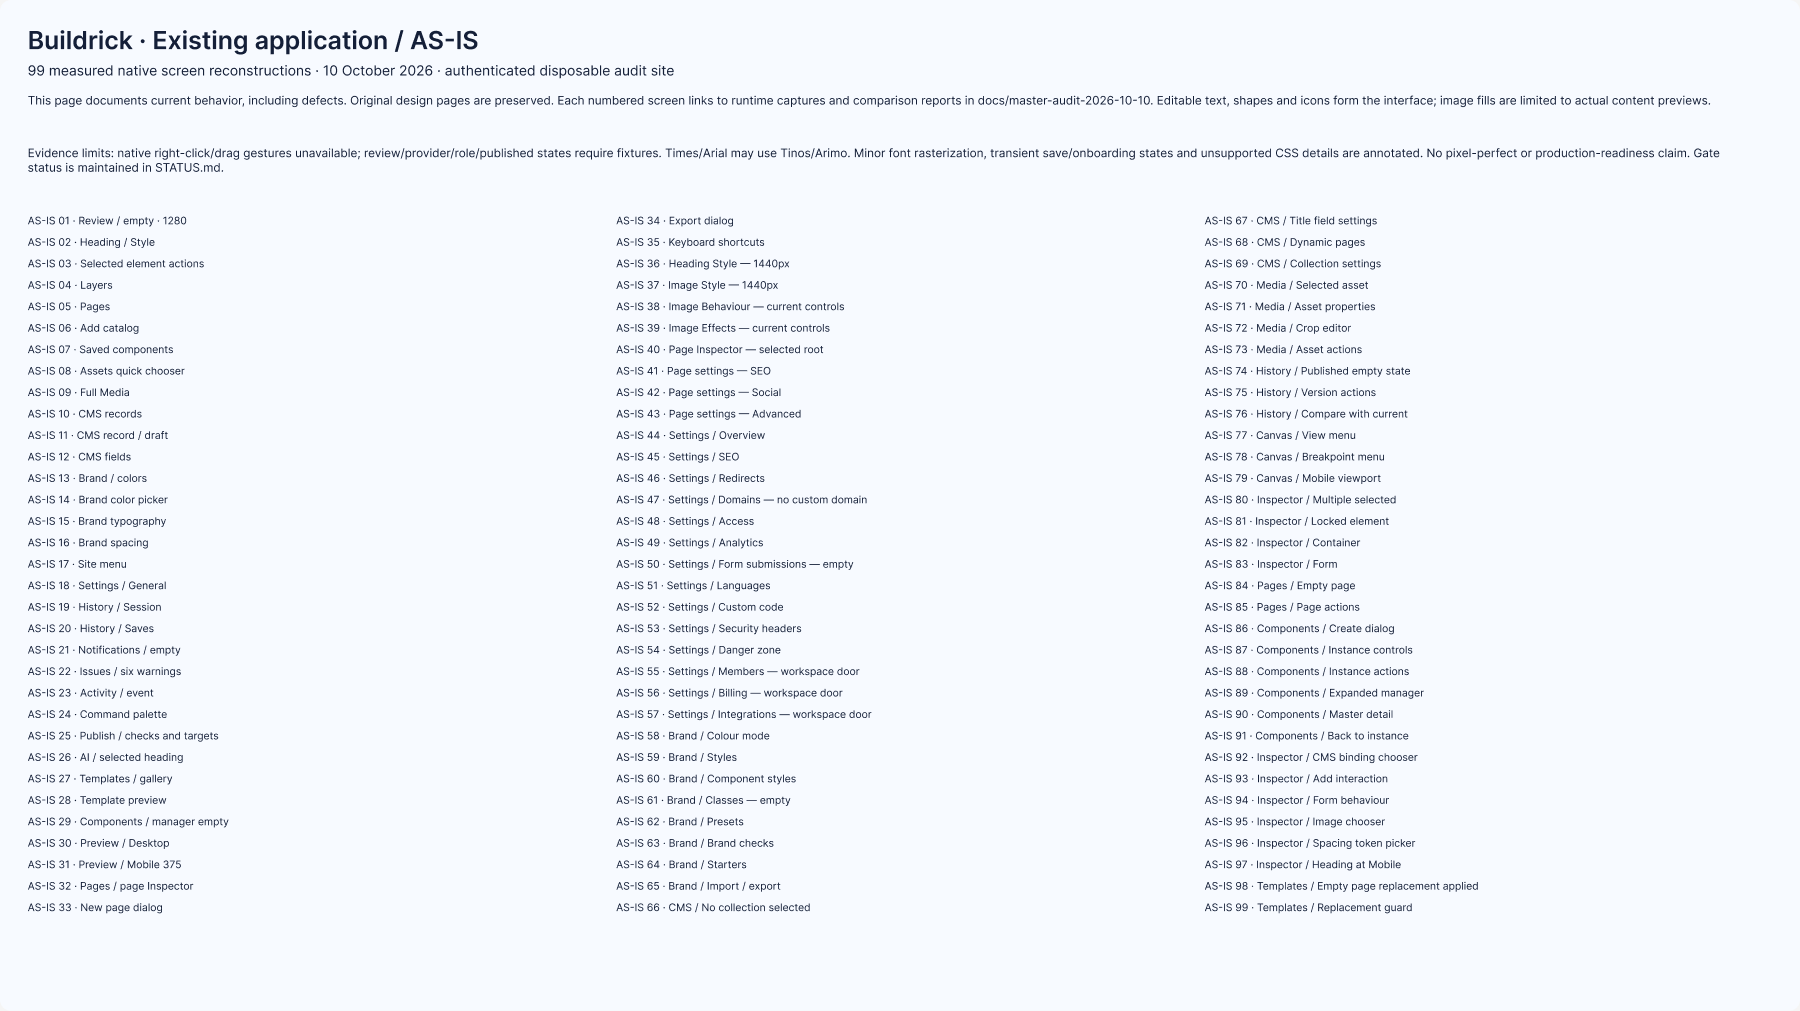 Buildrick · Existing application / AS-IS
99 measured native screen reconstructions · 10 October 2026 · authenticated disposable audit site
This page documents current behavior, including defects. Original design pages are preserved. Each numbered screen links to runtime captures and comparison reports in docs/master-audit-2026-10-10. Editable text, shapes and icons form the interface; image fills are limited to actual content previews.
Evidence limits: native right-click/drag gestures unavailable; review/provider/role/published states require fixtures. Times/Arial may use Tinos/Arimo. Minor font rasterization, transient save/onboarding states and unsupported CSS details are annotated. No pixel-perfect or production-readiness claim. Gate
status is maintained in STATUS.md.
AS-IS 01 · Review / empty · 1280
AS-IS 02 · Heading / Style
AS-IS 03 · Selected element actions
AS-IS 04 · Layers
AS-IS 05 · Pages
AS-IS 06 · Add catalog
AS-IS 07 · Saved components
AS-IS 08 · Assets quick chooser
AS-IS 09 · Full Media
AS-IS 10 · CMS records
AS-IS 11 · CMS record / draft
AS-IS 12 · CMS fields
AS-IS 13 · Brand / colors
AS-IS 14 · Brand color picker
AS-IS 15 · Brand typography
AS-IS 16 · Brand spacing
AS-IS 17 · Site menu
AS-IS 18 · Settings / General
AS-IS 19 · History / Session
AS-IS 20 · History / Saves
AS-IS 21 · Notifications / empty
AS-IS 22 · Issues / six warnings
AS-IS 23 · Activity / event
AS-IS 24 · Command palette
AS-IS 25 · Publish / checks and targets
AS-IS 26 · AI / selected heading
AS-IS 27 · Templates / gallery
AS-IS 28 · Template preview
AS-IS 29 · Components / manager empty
AS-IS 30 · Preview / Desktop
AS-IS 31 · Preview / Mobile 375
AS-IS 32 · Pages / page Inspector
AS-IS 33 · New page dialog
AS-IS 34 · Export dialog
AS-IS 35 · Keyboard shortcuts
AS-IS 36 · Heading Style — 1440px
AS-IS 37 · Image Style — 1440px
AS-IS 38 · Image Behaviour — current controls
AS-IS 39 · Image Effects — current controls
AS-IS 40 · Page Inspector — selected root
AS-IS 41 · Page settings — SEO
AS-IS 42 · Page settings — Social
AS-IS 43 · Page settings — Advanced
AS-IS 44 · Settings / Overview
AS-IS 45 · Settings / SEO
AS-IS 46 · Settings / Redirects
AS-IS 47 · Settings / Domains — no custom domain
AS-IS 48 · Settings / Access
AS-IS 49 · Settings / Analytics
AS-IS 50 · Settings / Form submissions — empty
AS-IS 51 · Settings / Languages
AS-IS 52 · Settings / Custom code
AS-IS 53 · Settings / Security headers
AS-IS 54 · Settings / Danger zone
AS-IS 55 · Settings / Members — workspace door
AS-IS 56 · Settings / Billing — workspace door
AS-IS 57 · Settings / Integrations — workspace door
AS-IS 58 · Brand / Colour mode
AS-IS 59 · Brand / Styles
AS-IS 60 · Brand / Component styles
AS-IS 61 · Brand / Classes — empty
AS-IS 62 · Brand / Presets
AS-IS 63 · Brand / Brand checks
AS-IS 64 · Brand / Starters
AS-IS 65 · Brand / Import / export
AS-IS 66 · CMS / No collection selected
AS-IS 67 · CMS / Title field settings
AS-IS 68 · CMS / Dynamic pages
AS-IS 69 · CMS / Collection settings
AS-IS 70 · Media / Selected asset
AS-IS 71 · Media / Asset properties
AS-IS 72 · Media / Crop editor
AS-IS 73 · Media / Asset actions
AS-IS 74 · History / Published empty state
AS-IS 75 · History / Version actions
AS-IS 76 · History / Compare with current
AS-IS 77 · Canvas / View menu
AS-IS 78 · Canvas / Breakpoint menu
AS-IS 79 · Canvas / Mobile viewport
AS-IS 80 · Inspector / Multiple selected
AS-IS 81 · Inspector / Locked element
AS-IS 82 · Inspector / Container
AS-IS 83 · Inspector / Form
AS-IS 84 · Pages / Empty page
AS-IS 85 · Pages / Page actions
AS-IS 86 · Components / Create dialog
AS-IS 87 · Components / Instance controls
AS-IS 88 · Components / Instance actions
AS-IS 89 · Components / Expanded manager
AS-IS 90 · Components / Master detail
AS-IS 91 · Components / Back to instance
AS-IS 92 · Inspector / CMS binding chooser
AS-IS 93 · Inspector / Add interaction
AS-IS 94 · Inspector / Form behaviour
AS-IS 95 · Inspector / Image chooser
AS-IS 96 · Inspector / Spacing token picker
AS-IS 97 · Inspector / Heading at Mobile
AS-IS 98 · Templates / Empty page replacement applied
AS-IS 99 · Templates / Replacement guard